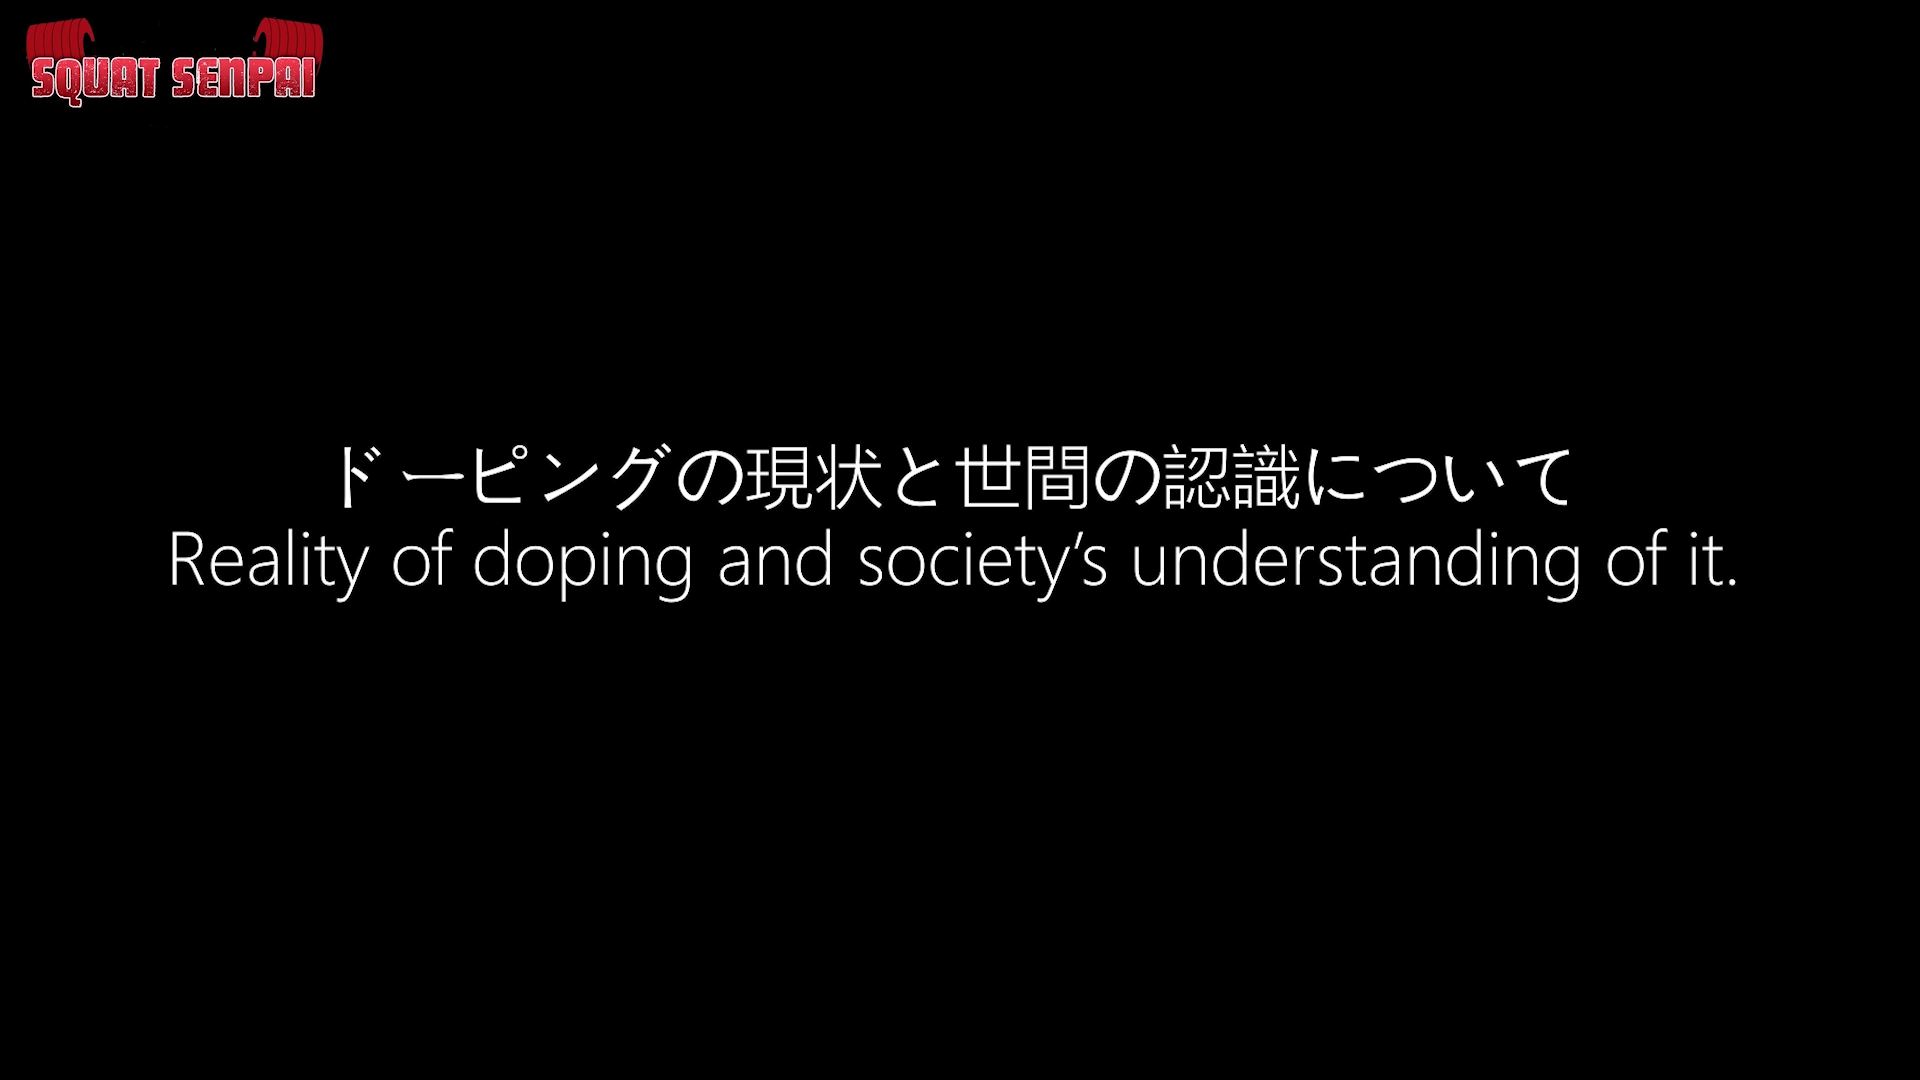 SQUAT SENPAI
ドーピングの現状と世間の認識について
Reality of doping and society's understanding of it.